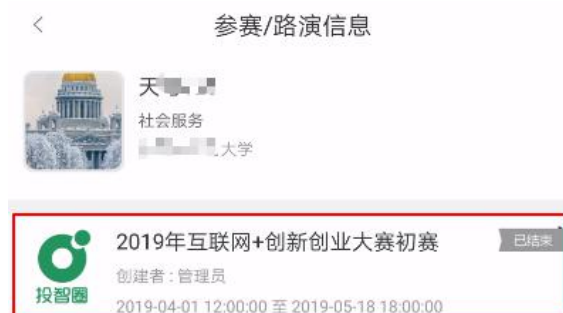 参赛/路演信息
天
社会服务
大学
2019年互联网+创新创业大赛初赛
已结束
创建者：管理员
投智圈
2019-04-01 12:00:00 至 2019-05-18 18:00:00